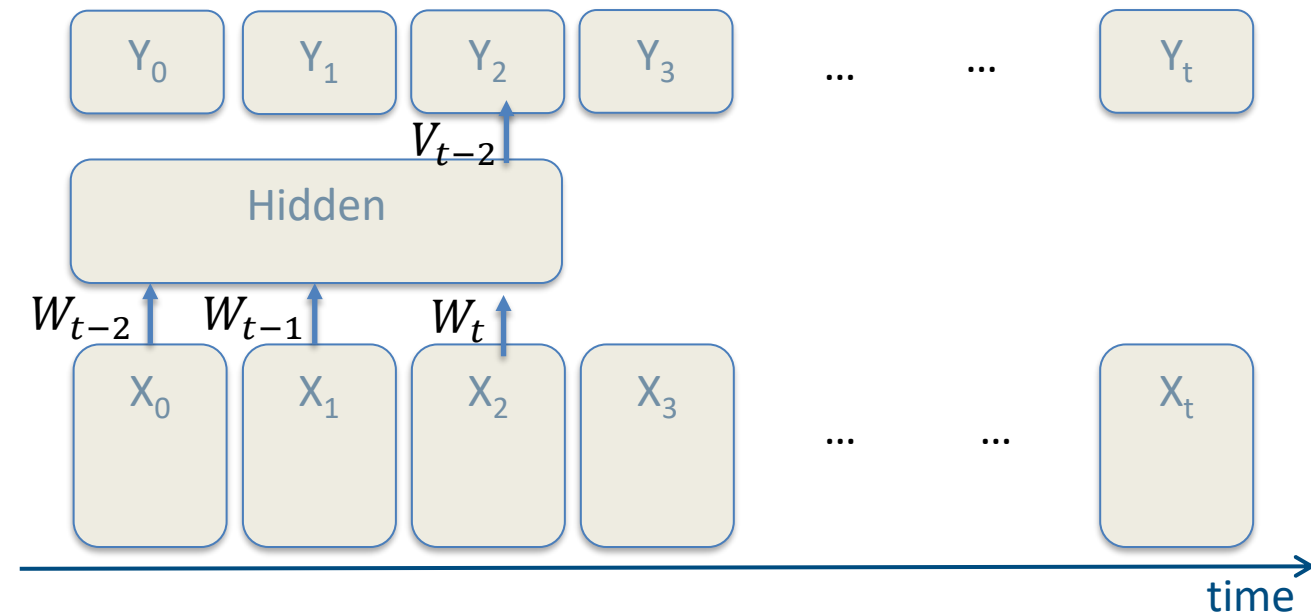 Y₀ Y₁ Y₂ Y₃ ... ... Yₜ
Vₜ₋₂
Hidden
Wₜ₋₂ Wₜ₋₁ Wₜ
X₀ X₁ X₂ X₃ ... ... Xₜ
time